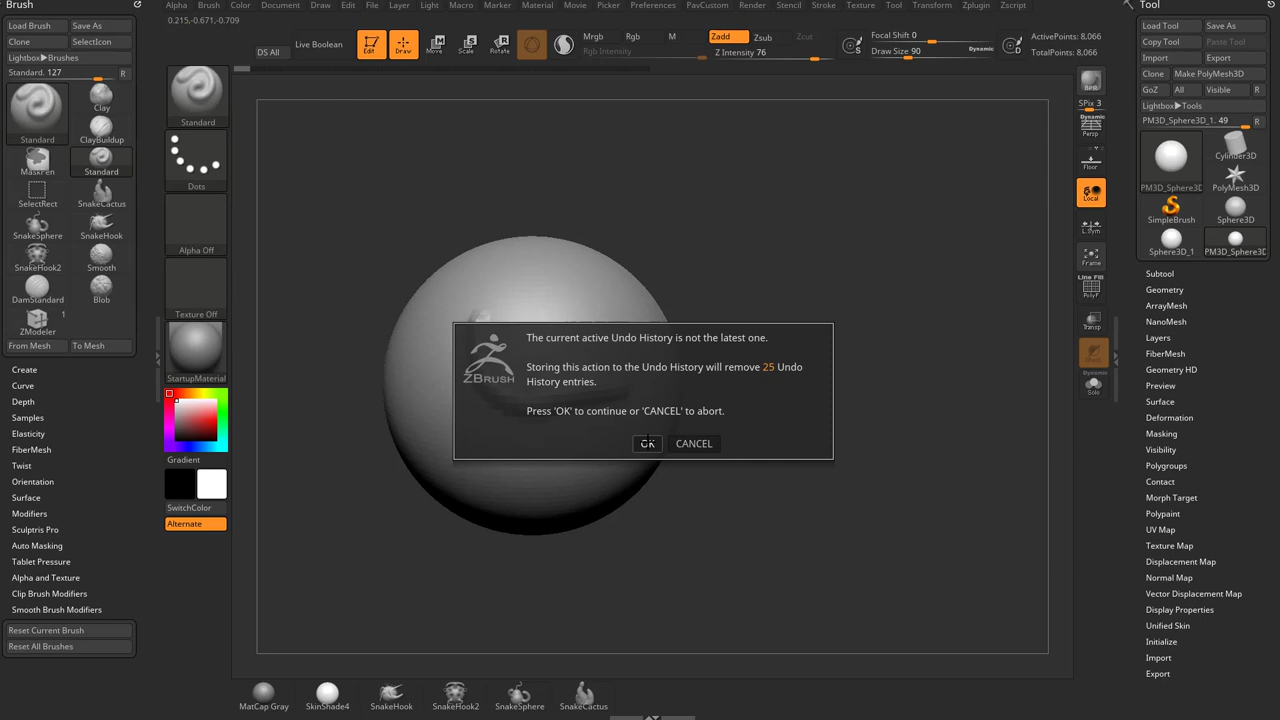 Brush
Alpha Brush Color Document Draw Edit File Layer Light Macro Marker Material Movie Picker Preferences Render Stencil Stroke Texture Tool Transform Zplugin Zscript
Tool
0.215,-0.671,-0.709
Load Brush Save As
Clone SelectIcon
Lightbox▶Brushes
Standard. 127 R
Standard
Clay
ClayBuildup
MaskPen
Standard
SelectRect
SnakeCactus
SnakeSphere
SnakeHook
SnakeHook2
Smooth
DamStandard
Blob
ZModeler
1
From Mesh To Mesh
Create
Curve
Depth
Samples
Elasticity
FiberMesh
Twist
Orientation
Surface
Modifiers
Sculptris Pro
Auto Masking
Tablet Pressure
Alpha and Texture
Clip Brush Modifiers
Smooth Brush Modifiers
Reset Current Brush
Reset All Brushes
Standard
Dots
Alpha Off
Texture Off
StartupMaterial
Gradient
SwitchColor
Alternate
DS All
Live Boolean
Edit
Draw
Move
Scale
Rotate
Mrgb Rgb M
Rgb Intensity
Zadd Zsub Zcut
Z Intensity 76
S
Focal Shift 0
Draw Size 90
Dynamic
D
ActivePoints: 8,066
TotalPoints: 8,066
ZBRUSH
The current active Undo History is not the latest one.
Storing this action to the Undo History will remove 25 Undo
History entries.
Press 'OK' to continue or 'CANCEL' to abort.
OK CANCEL
MatCap Gray
SkinShade4
SnakeHook
SnakeHook2
SnakeSphere
SnakeCactus
BPR
SPix 3
Dynamic
Persp
Floor
Local
L.Sym
Frame
Line Fill
PolyF
Transp
Dynamic
Solo
Load Tool Save As
Copy Tool Paste Tool
Import Export
Clone Make PolyMesh3D
GoZ All Visible R
Lightbox▶Tools
PM3D_Sphere3D_1. 49 R
PM3D_Sphere3D
Cylinder3D
PolyMesh3D
SimpleBrush
Sphere3D
Sphere3D_1
PM3D_Sphere3D
Subtool
Geometry
ArrayMesh
NanoMesh
Layers
FiberMesh
Geometry HD
Preview
Surface
Deformation
Masking
Visibility
Polygroups
Contact
Morph Target
Polypaint
UV Map
Texture Map
Displacement Map
Normal Map
Vector Displacement Map
Display Properties
Unified Skin
Initialize
Import
Export